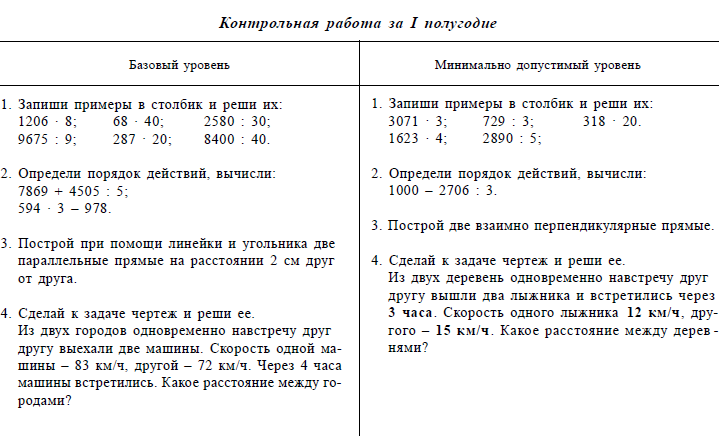 Контрольная работа за I полугодие
Базовый уровень
1. Запиши примеры в столбик и реши их:
1206 · 8; 68 · 40; 2580 : 30;
9675 : 9; 287 · 20; 8400 : 40.
2. Определи порядок действий, вычисли:
7869 + 4505 : 5;
594 · 3 – 978.
3. Построй при помощи линейки и угольника две
параллельные прямые на расстоянии 2 см друг
от друга.
4. Сделай к задаче чертеж и реши ее.
Из двух городов одновременно навстречу друг
другу выехали две машины. Скорость одной ма-
шины – 83 км/ч, другой – 72 км/ч. Через 4 часа
машины встретились. Какое расстояние между го-
родами?
Минимально допустимый уровень
1. Запиши примеры в столбик и реши их:
3071 · 3; 729 : 3; 318 · 20.
1623 · 4; 2890 : 5;
2. Определи порядок действий, вычисли:
1000 – 2706 : 3.
3. Построй две взаимно перпендикулярные прямые.
4. Сделай к задаче чертеж и реши ее.
Из двух деревень одновременно навстречу друг
другу вышли два лыжника и встретились через
3 часа. Скорость одного лыжника 12 км/ч, дру-
гого – 15 км/ч. Какое расстояние между дерев-
нями?